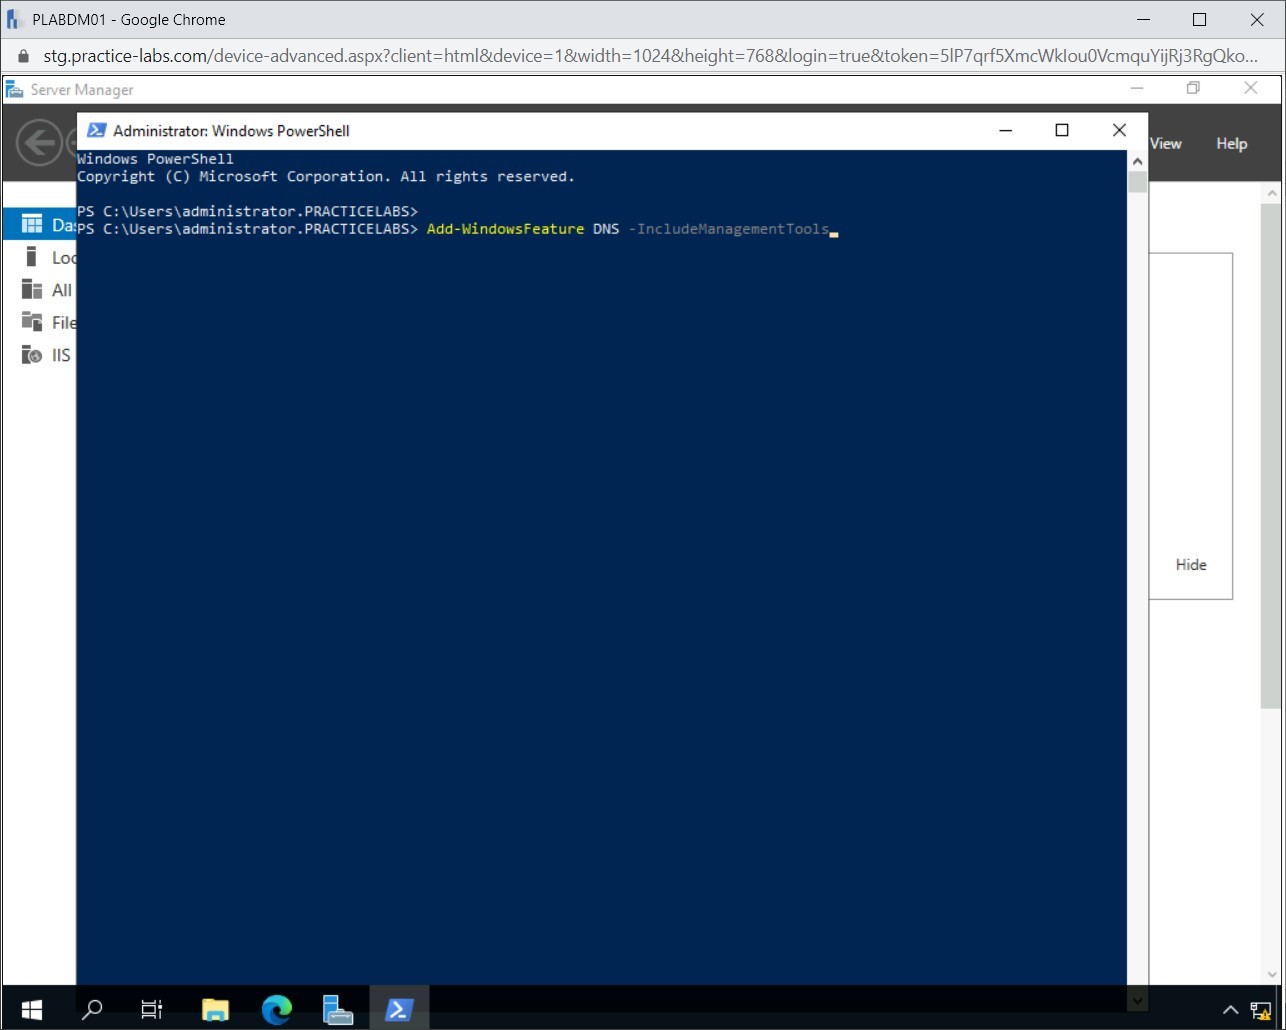 PLABDM01 - Google Chrome
stg.practice-labs.com/device-advanced.aspx?client=html&device=1&width=1024&height=768&login=true&token=5lP7qrf5XmcWkIou0VcmquYijRj3RgQko...
Server Manager
Administrator: Windows PowerShell
View
Help
Windows PowerShell
Copyright (C) Microsoft Corporation. All rights reserved.
PS C:\Users\administrator.PRACTICELABS>
PS C:\Users\administrator.PRACTICELABS> Add-WindowsFeature DNS -IncludeManagementTools
Das
Loc
All
File
IIS
Hide